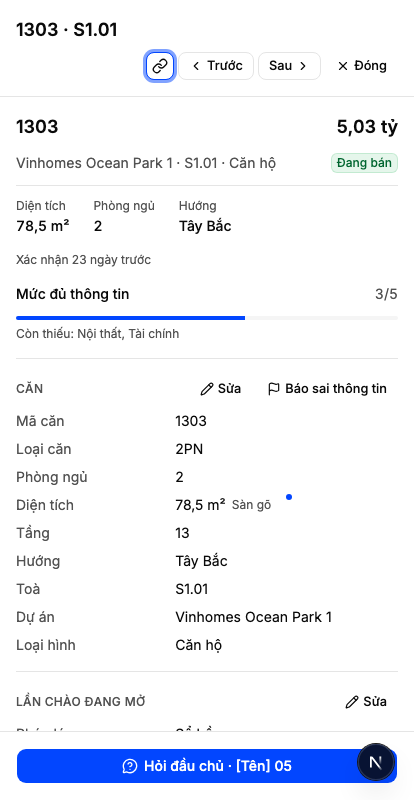 1303 · S1.01
Trước
Sau
Đóng
1303 5,03 tỷ
Vinhomes Ocean Park 1 · S1.01 · Căn hộ Đang bán
Diện tích Phòng ngủ Hướng
78,5 m² 2 Tây Bắc
Xác nhận 23 ngày trước
Mức đủ thông tin 3/5
Còn thiếu: Nội thất, Tài chính
CĂN Sửa Báo sai thông tin
Mã căn 1303
Loại căn 2PN
Phòng ngủ 2
Diện tích 78,5 m² Sàn gõ
Tầng 13
Hướng Tây Bắc
Toà S1.01
Dự án Vinhomes Ocean Park 1
Loại hình Căn hộ
LẦN CHÀO ĐANG MỞ Sửa
Hỏi đầu chủ · [Tên] 05
N